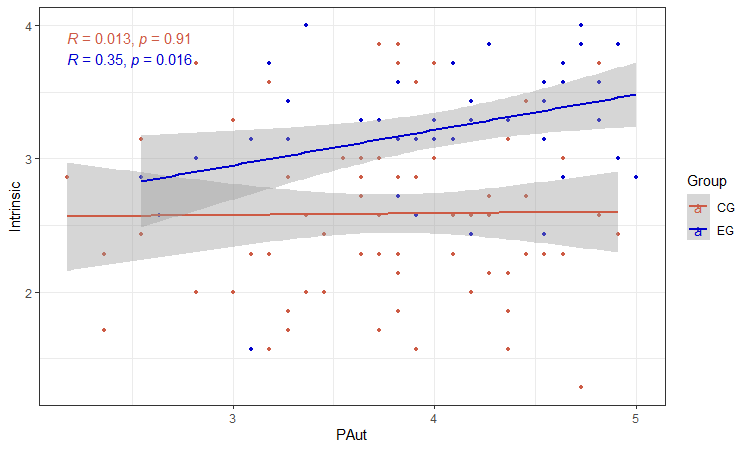 R = 0.013, p = 0.91
R = 0.35, p = 0.016
4
3
2
Intrinsic
3 4 5
PAut
Group
a CG
a EG